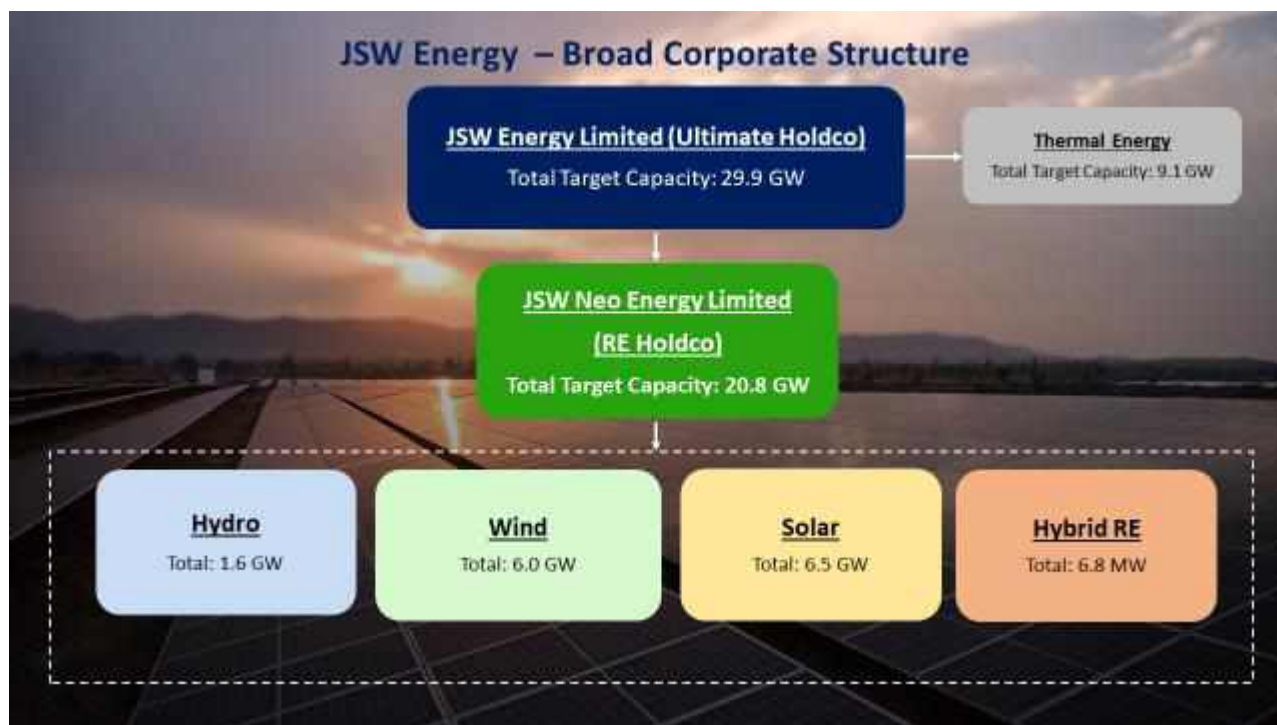 JSW Energy – Broad Corporate Structure
JSW Energy Limited (Ultimate Holdco)
Total Target Capacity: 29.9 GW
Thermal Energy
Total Target Capacity: 9.1 GW
JSW Neo Energy Limited
(RE Holdco)
Total Target Capacity: 20.8 GW
Hydro
Total: 1.6 GW
Wind
Total: 6.0 GW
Solar
Total: 6.5 GW
Hybrid RE
Total: 6.8 MW